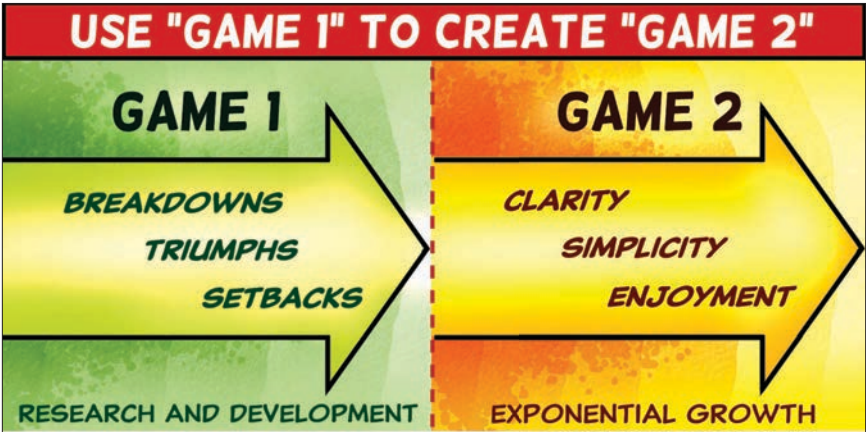 USE "GAME 1" TO CREATE "GAME 2"
GAME 1
BREAKDOWNS
TRIUMPHS
SETBACKS
RESEARCH AND DEVELOPMENT
GAME 2
CLARITY
SIMPLICITY
ENJOYMENT
EXPONENTIAL GROWTH